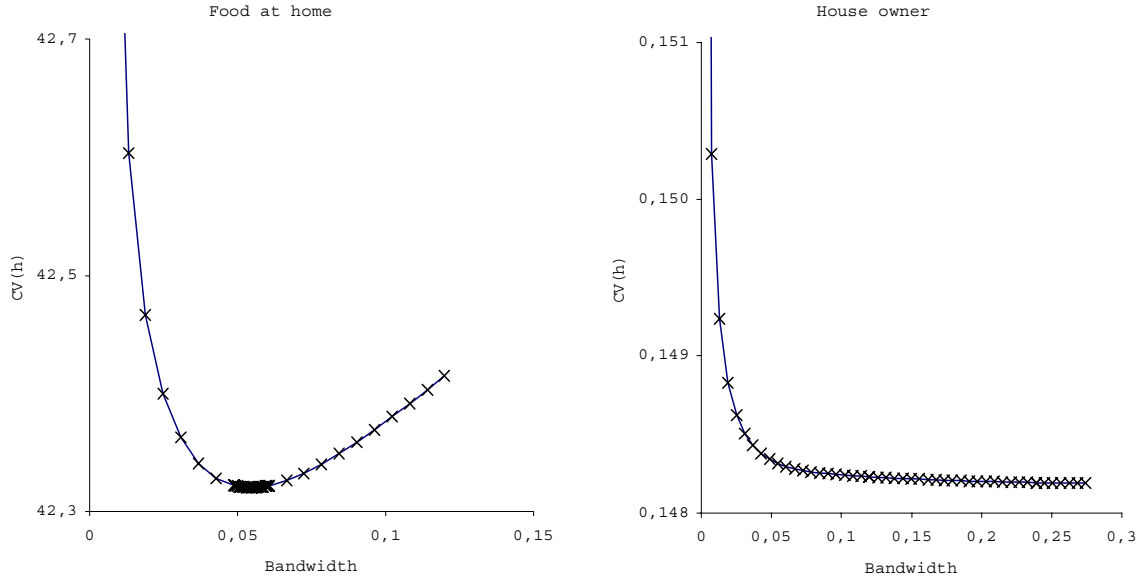 Food at home
42,7
42,5
42,3
CV(h)
0 0,05 0,1 0,15
Bandwidth
House owner
0,151
0,150
0,149
0,148
CV(h)
0 0,05 0,1 0,15 0,2 0,25 0,3
Bandwidth